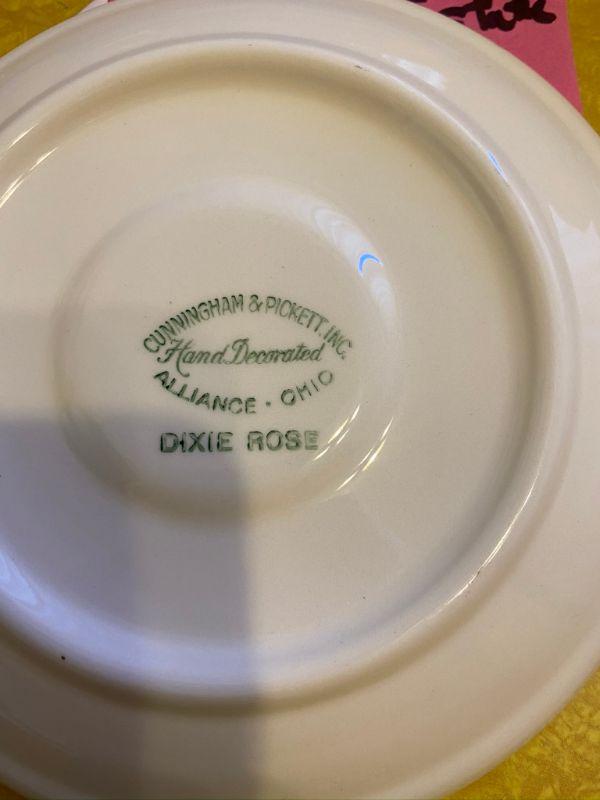 CUNNINGHAM & PICKETT, INC.
Hand Decorated
ALLIANCE · OHIO
DIXIE ROSE